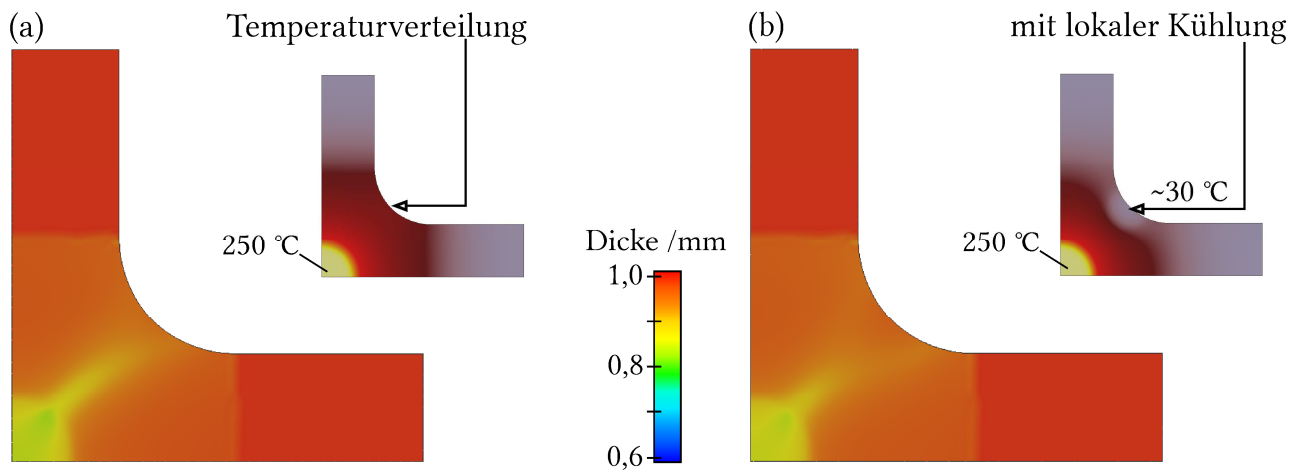 (a)
Temperaturverteilung
250 ℃
Dicke /mm
1,0
0,8
0,6
(b)
mit lokaler Kühlung
~30 ℃
250 ℃